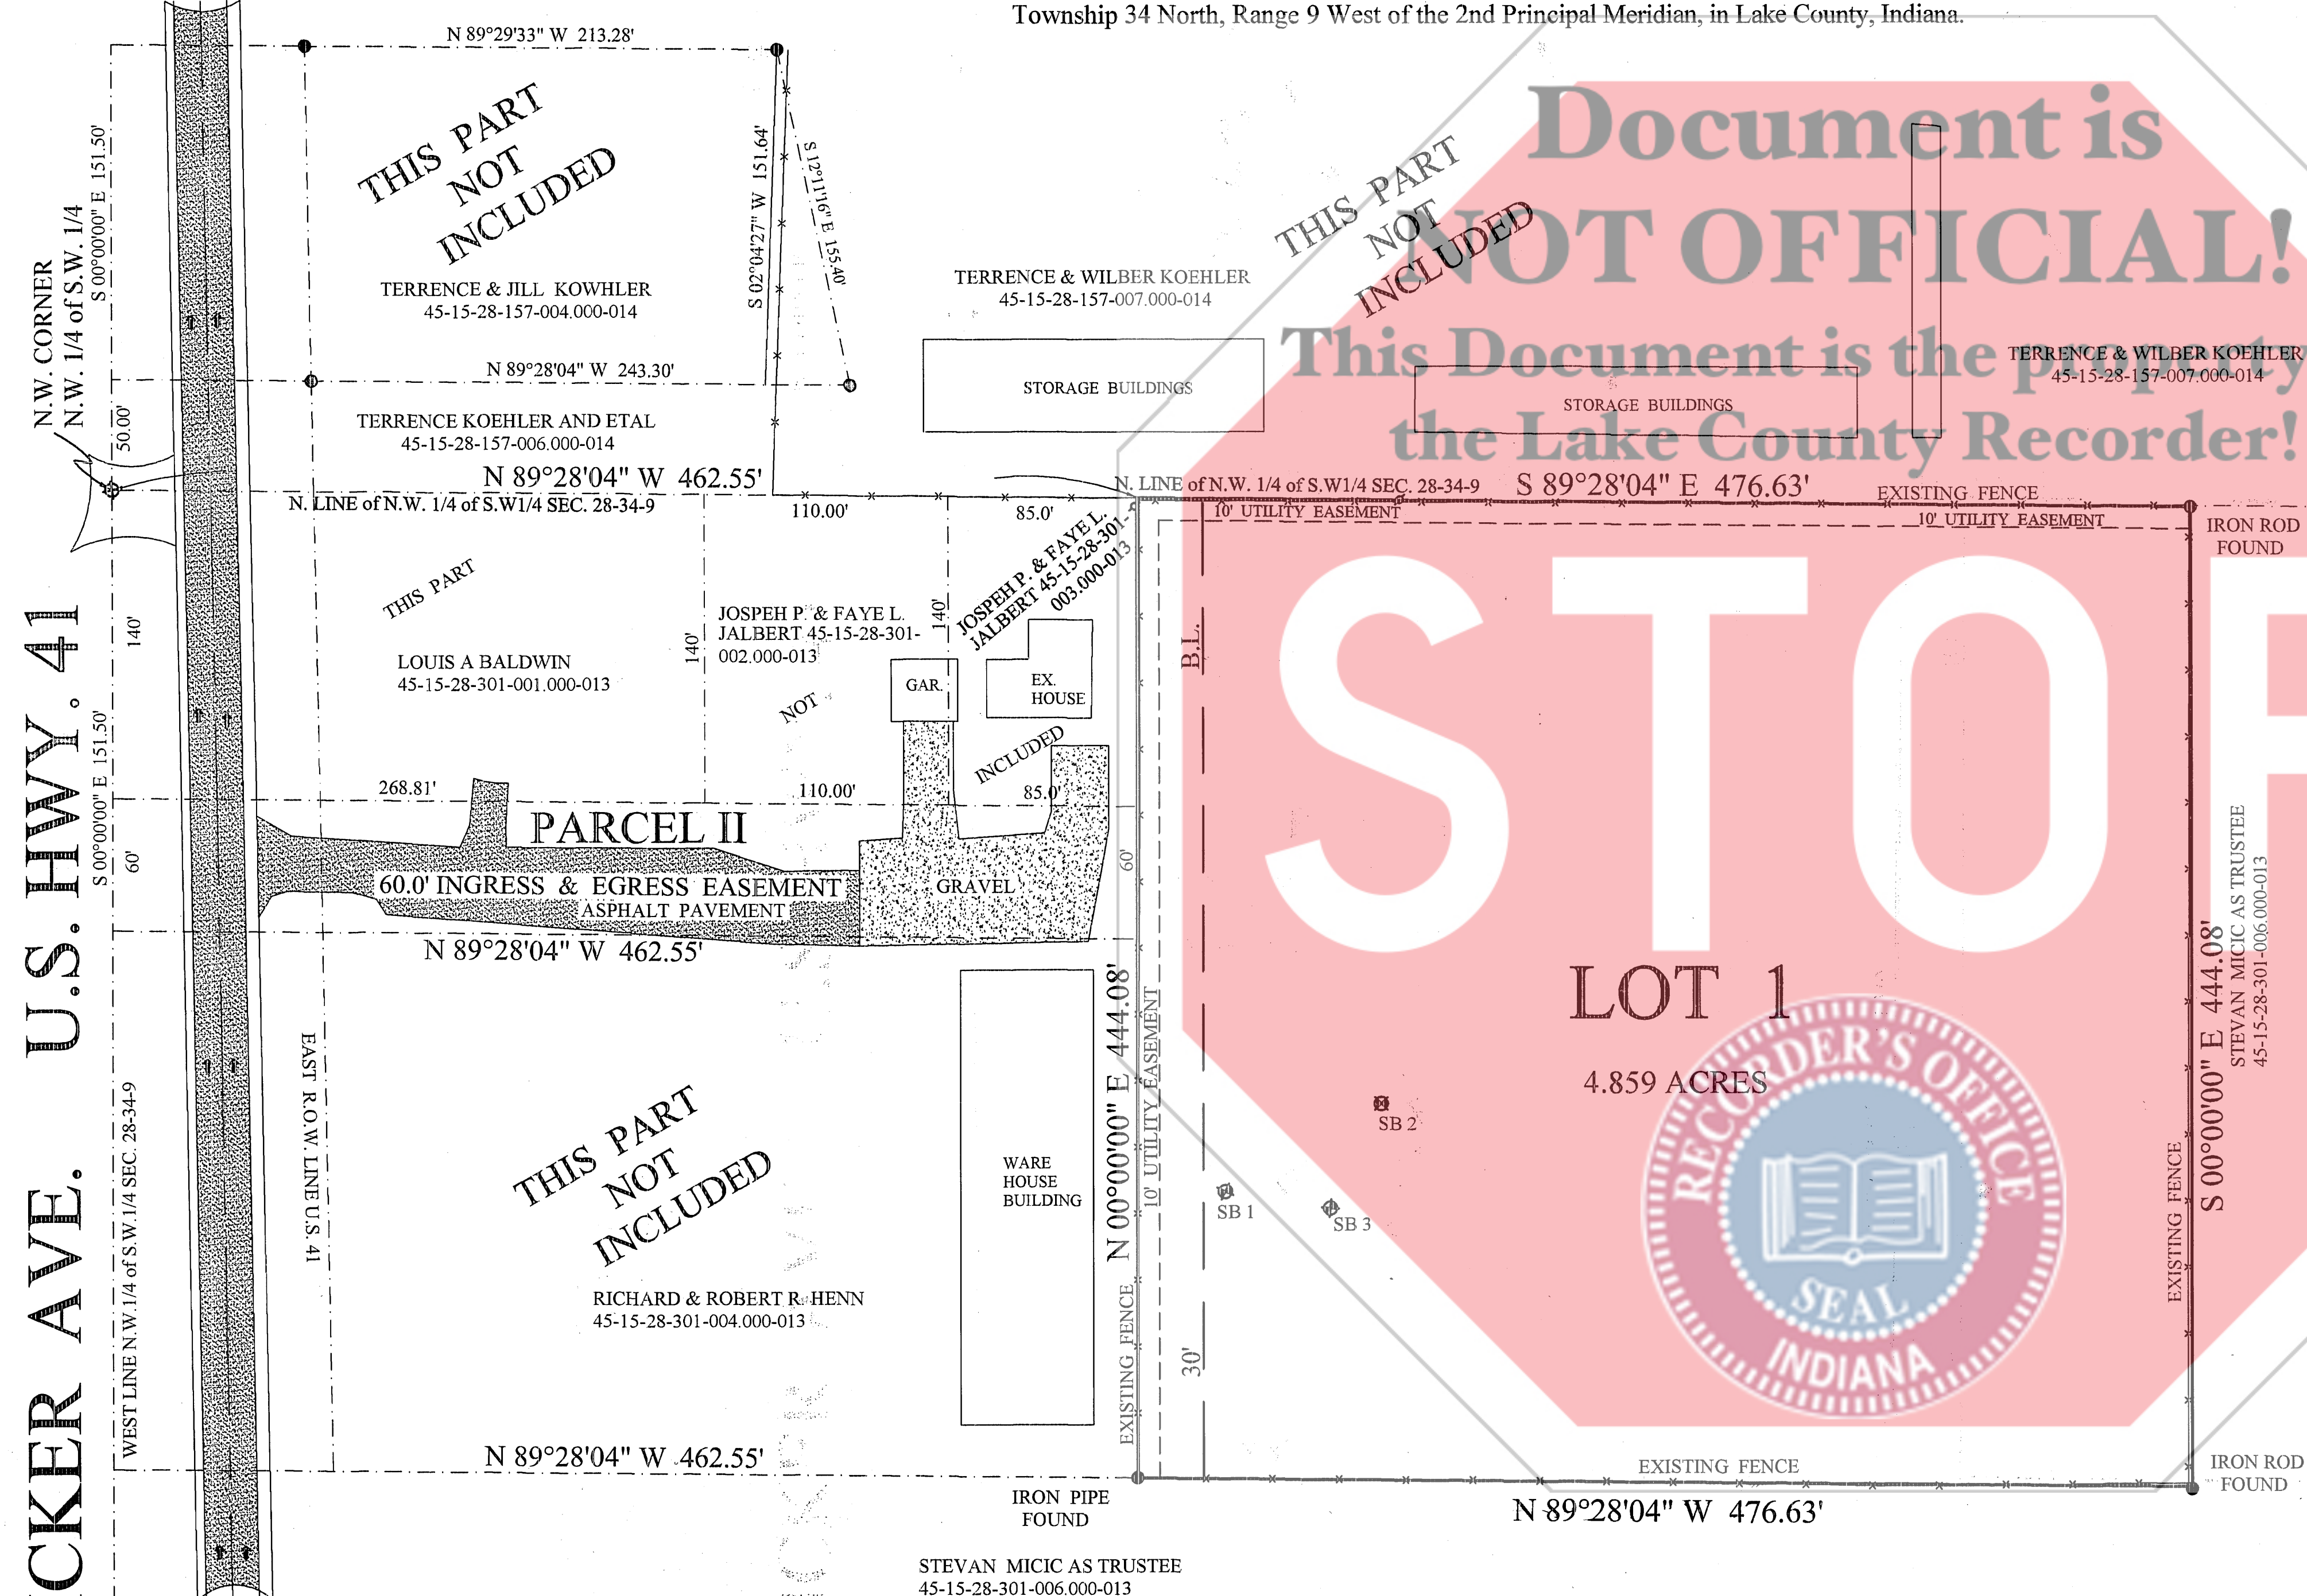 Township 34 North, Range 9 West of the 2nd Principal Meridian, in Lake County, Indiana.
N 89°29'33" W 213.28'
THIS PART
NOT
INCLUDED
S 00°00'00" E 151.50'
N.W. CORNER
N.W. 1/4 of S.W. 1/4
50.00'
S 02°04'27" W 151.64'
S 12°11'16" E 155.40'
TERRENCE & JILL KOWHLER
45-15-28-157-004.000-014
N 89°28'04" W 243.30'
TERRENCE KOEHLER AND ETAL
45-15-28-157-006.000-014
N 89°28'04" W 462.55'
N. LINE of N.W. 1/4 of S.W1/4 SEC. 28-34-9
THIS PART
NOT
INCLUDED
TERRENCE & WILBER KOEHLER
45-15-28-157-007.000-014
STORAGE BUILDINGS
STORAGE BUILDINGS
TERRENCE & WILBER KOEHLER
45-15-28-157-007.000-014
Document is
NOT OFFICIAL!
This Document is the property
the Lake County Recorder!
STOP
N. LINE of N.W. 1/4 of S.W1/4 SEC. 28-34-9
S 89°28'04" E 476.63'
EXISTING FENCE
10' UTILITY EASEMENT
10' UTILITY EASEMENT
IRON ROD
FOUND
110.00'
85.0'
JOSPEH P. & FAYE L.
JALBERT 45-15-28-301-
003.000-013
THIS PART
NOT
INCLUDED
140'
140'
140'
JOSPEH P. & FAYE L.
JALBERT 45-15-28-301-
002.000-013
LOUIS A BALDWIN
45-15-28-301-001.000-013
GAR.
EX.
HOUSE
B.L.
U.S. HWY. 41
S 00°00'00" E 151.50'
60'
268.81'
110.00'
85.0'
60'
PARCEL II
60.0' INGRESS & EGRESS EASEMENT
ASPHALT PAVEMENT
GRAVEL
N 89°28'04" W 462.55'
EAST R.O.W. LINE U.S. 41
WEST LINE N.W.1/4 of S.W.1/4 SEC. 28-34-9
CKER AVE.
THIS PART
NOT
INCLUDED
RICHARD & ROBERT R. HENN
45-15-28-301-004.000-013
WARE
HOUSE
BUILDING
N 00°00'00" E 444.08'
10' UTILITY EASEMENT
EXISTING FENCE
30'
LOT 1
4.859 ACRES
SB 2
SB 1
SB 3
RECORDER'S OFFICE
SEAL
INDIANA
S 00°00'00" E 444.08'
STEVAN MICIC AS TRUSTEE
45-15-28-301-006.000-013
EXISTING FENCE
N 89°28'04" W 462.55'
IRON PIPE
FOUND
EXISTING FENCE
N 89°28'04" W 476.63'
IRON ROD
FOUND
STEVAN MICIC AS TRUSTEE
45-15-28-301-006.000-013